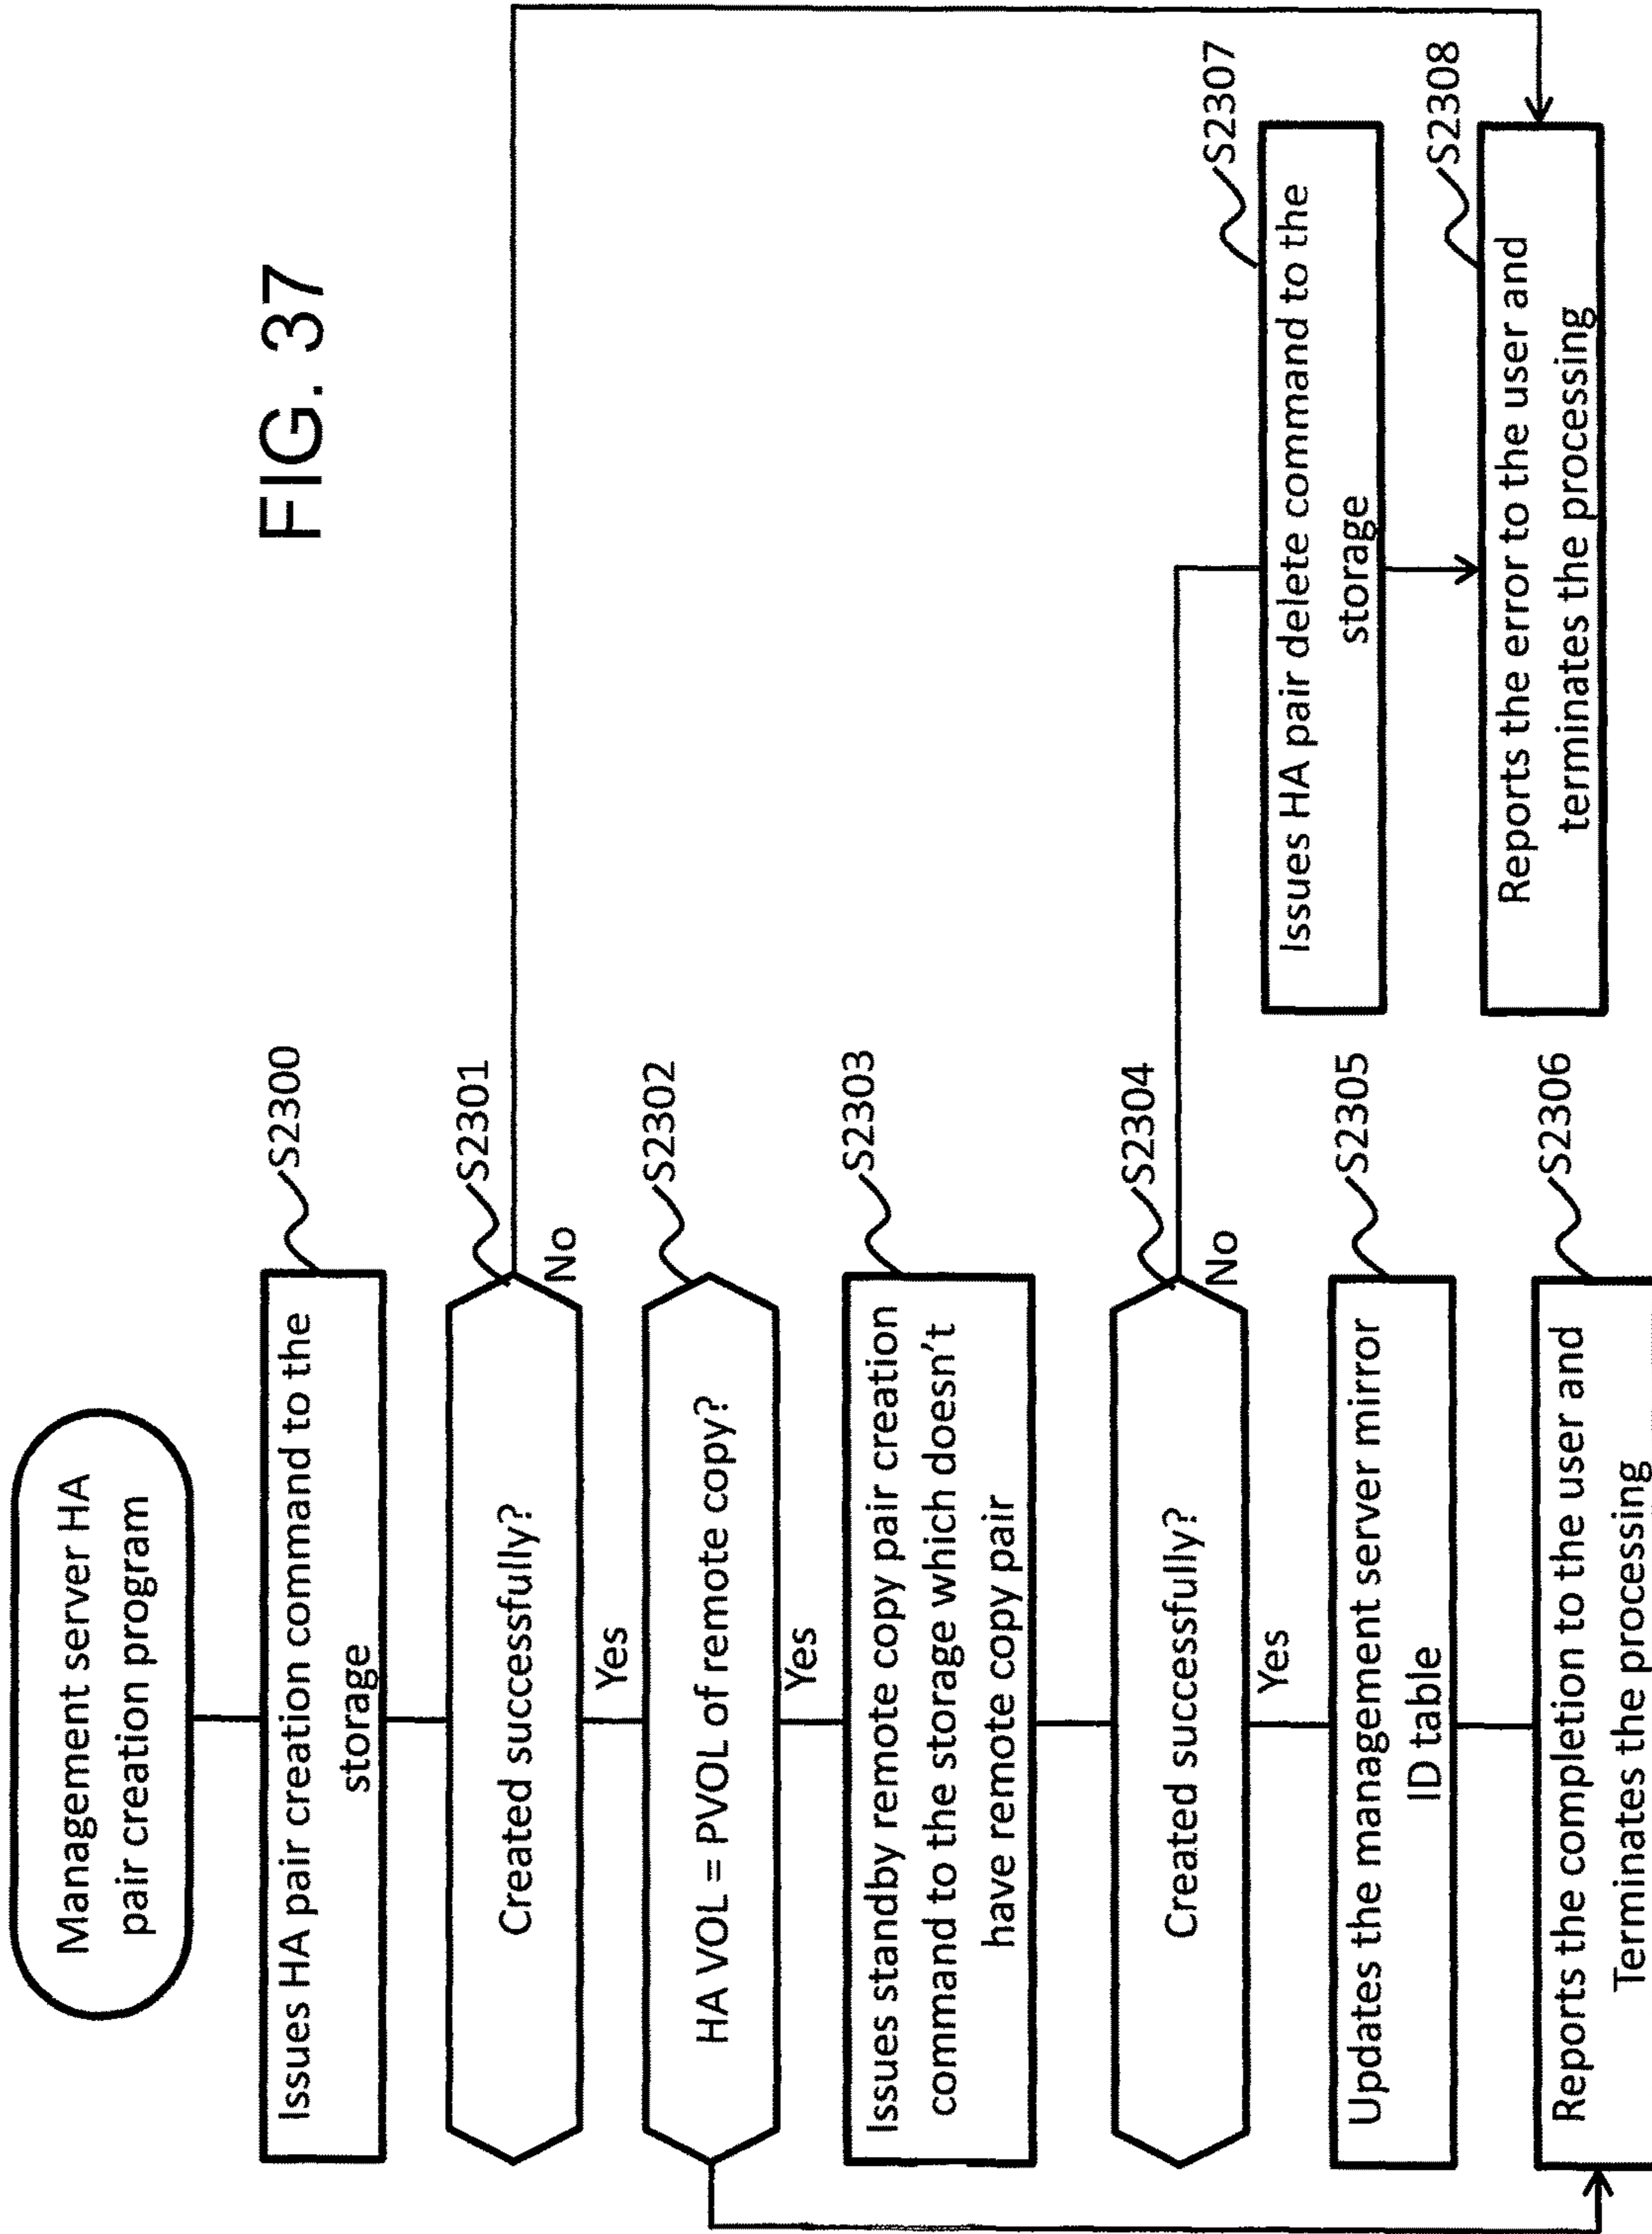 FIG. 37
Management server HA
pair creation program
S2300
Issues HA pair creation command to the
storage
S2301
Created successfully?
No
Yes
S2302
HA VOL = PVOL of remote copy?
Yes
S2303
Issues standby remote copy pair creation
command to the storage which doesn't
have remote copy pair
S2304
Created successfully?
No
Yes
S2305
Updates the management server mirror
ID table
S2306
Reports the completion to the user and
Terminates the processing
S2307
Issues HA pair delete command to the
storage
S2308
Reports the error to the user and
terminates the processing